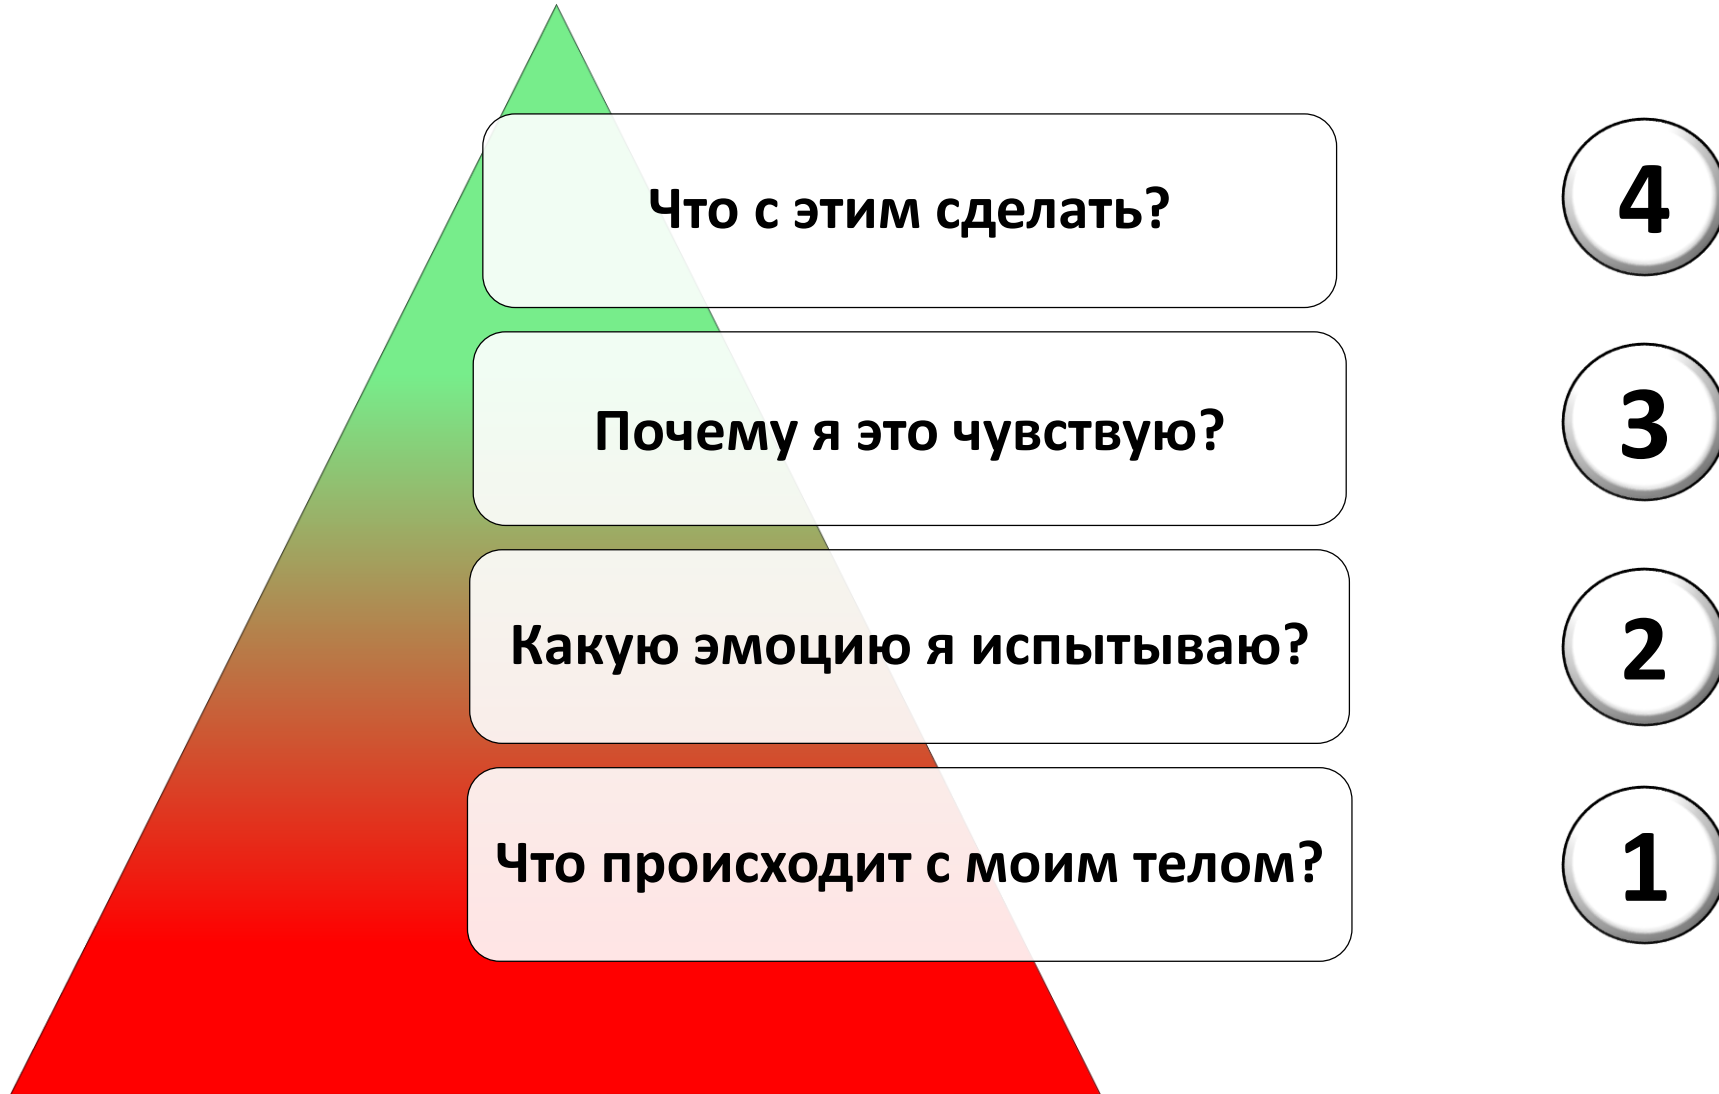 Что с этим сделать?
4
Почему я это чувствую?
3
Какую эмоцию я испытываю?
2
Что происходит с моим телом?
1